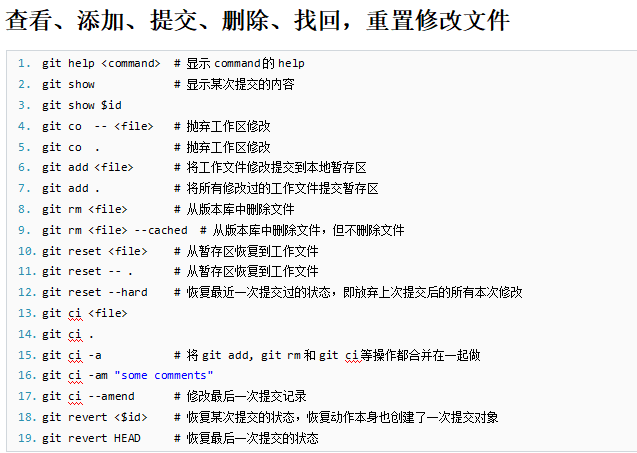 查看、添加、提交、删除、找回，重置修改文件
1. git help <command>  # 显示command的help
2. git show            # 显示某次提交的内容
3. git show $id
4. git co  -- <file>   # 抛弃工作区修改
5. git co  .           # 抛弃工作区修改
6. git add <file>      # 将工作文件修改提交到本地暂存区
7. git add .           # 将所有修改过的工作文件提交暂存区
8. git rm <file>       # 从版本库中删除文件
9. git rm <file> --cached  # 从版本库中删除文件，但不删除文件
10. git reset <file>    # 从暂存区恢复到工作文件
11. git reset -- .      # 从暂存区恢复到工作文件
12. git reset --hard    # 恢复最近一次提交过的状态，即放弃上次提交后的所有本次修改
13. git ci <file>
14. git ci .
15. git ci -a           # 将git add, git rm和git ci等操作都合并在一起做
16. git ci -am "some comments"
17. git ci --amend      # 修改最后一次提交记录
18. git revert <$id>    # 恢复某次提交的状态，恢复动作本身也创建了一次提交对象
19. git revert HEAD     # 恢复最后一次提交的状态